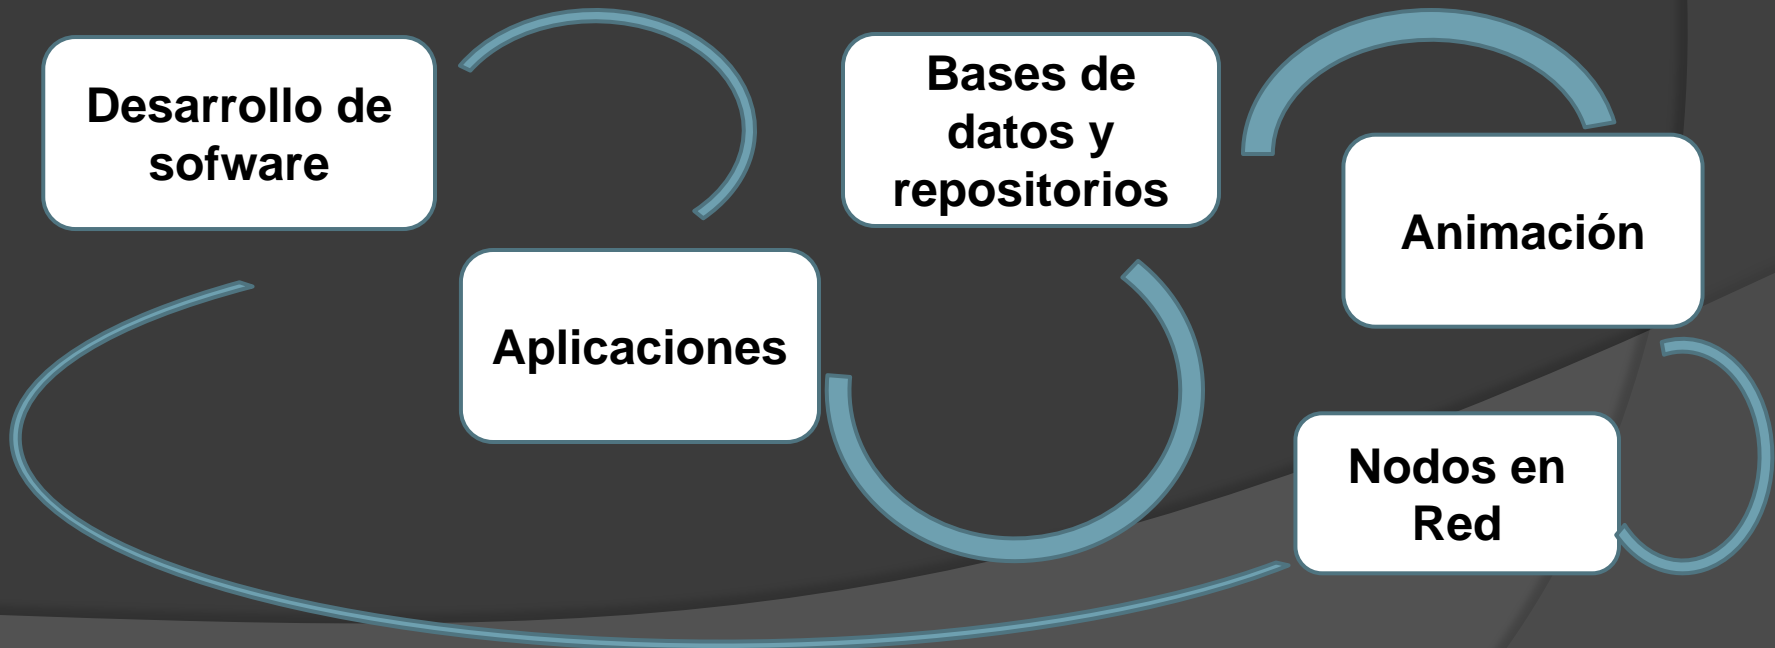 Desarrollo de
sofware
Aplicaciones
Bases de
datos y
repositorios
Animación
Nodos en
Red